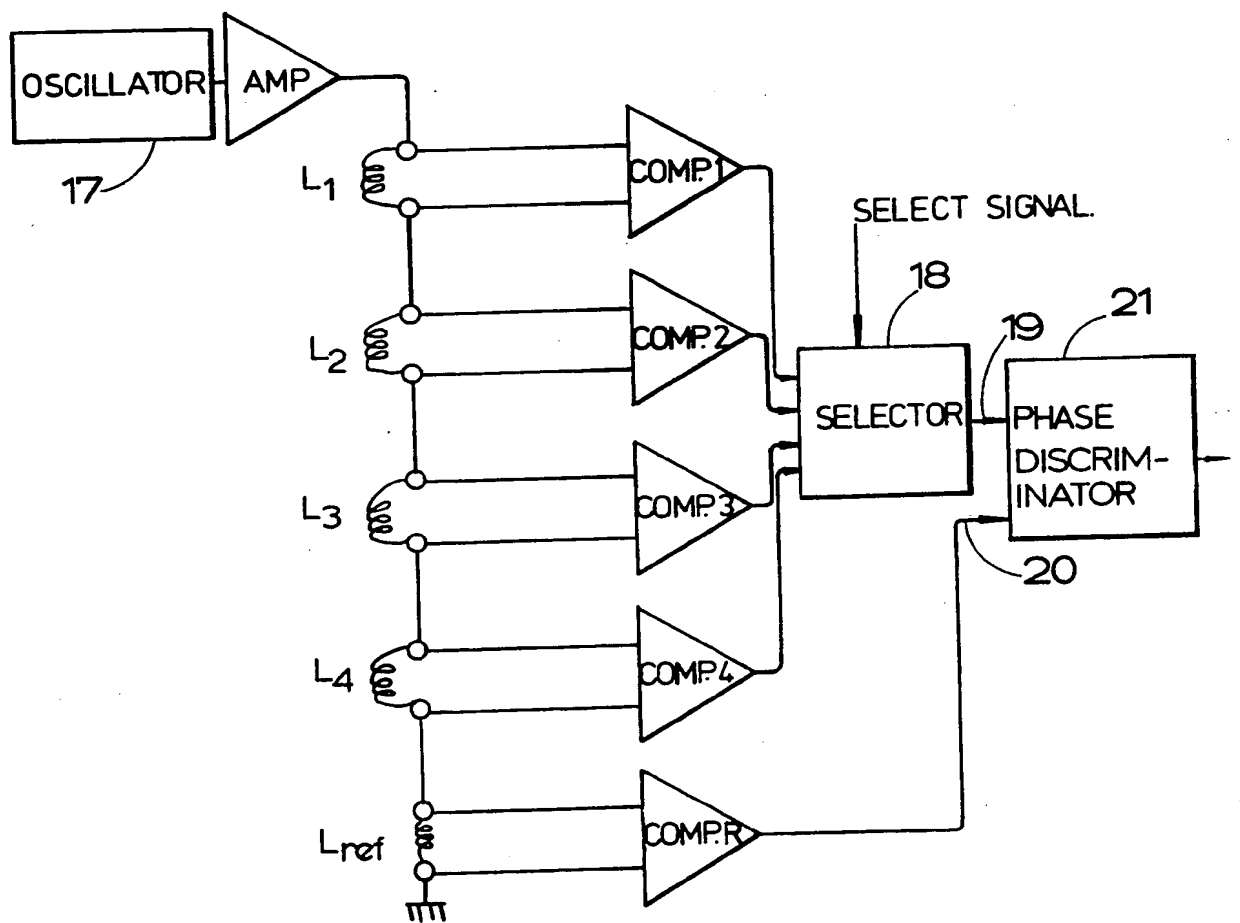 OSCILLATOR
AMP
17
L1
COMP.1
SELECT SIGNAL.
18
L2
COMP.2
19
21
SELECTOR
PHASE
DISCRIM-
INATOR
L3
COMP.3
20
L4
COMP.4
Lref
COMP.R